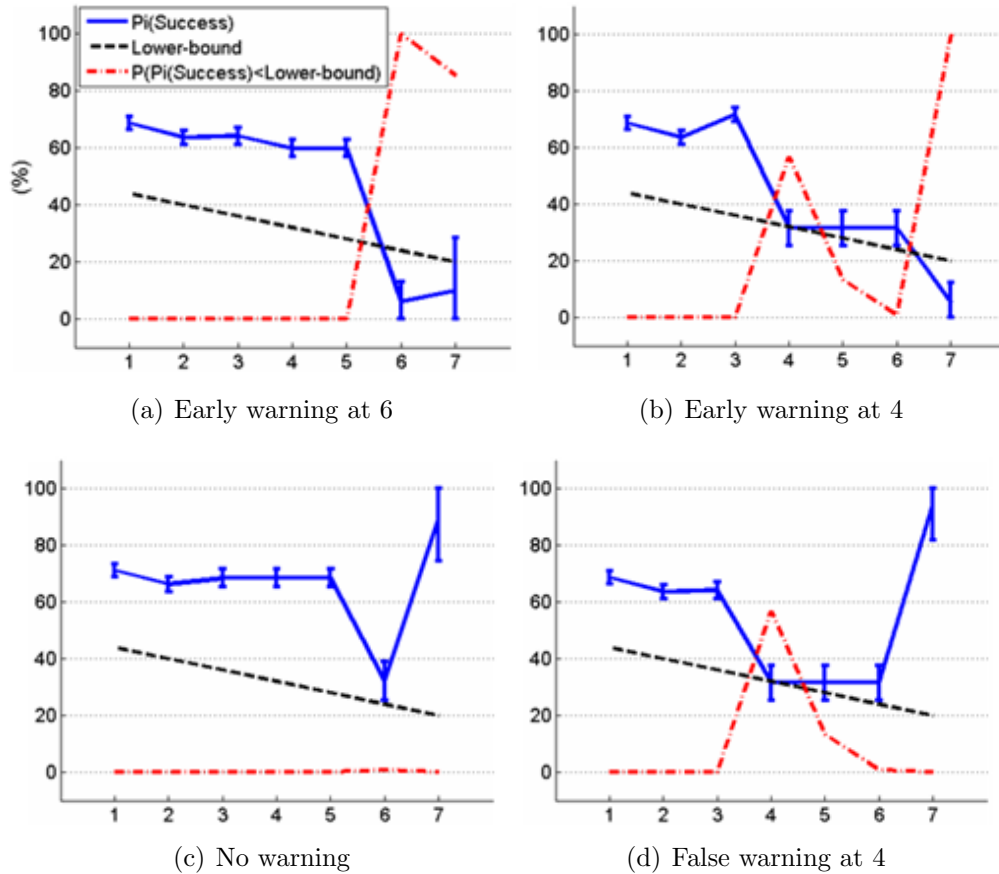 Pi(Success)
Lower-bound
P(Pi(Success)<Lower-bound)
(%)
100
80
60
40
20
0
1 2 3 4 5 6 7
(a) Early warning at 6
100
80
60
40
20
0
1 2 3 4 5 6 7
(b) Early warning at 4
100
80
60
40
20
0
1 2 3 4 5 6 7
(c) No warning
100
80
60
40
20
0
1 2 3 4 5 6 7
(d) False warning at 4